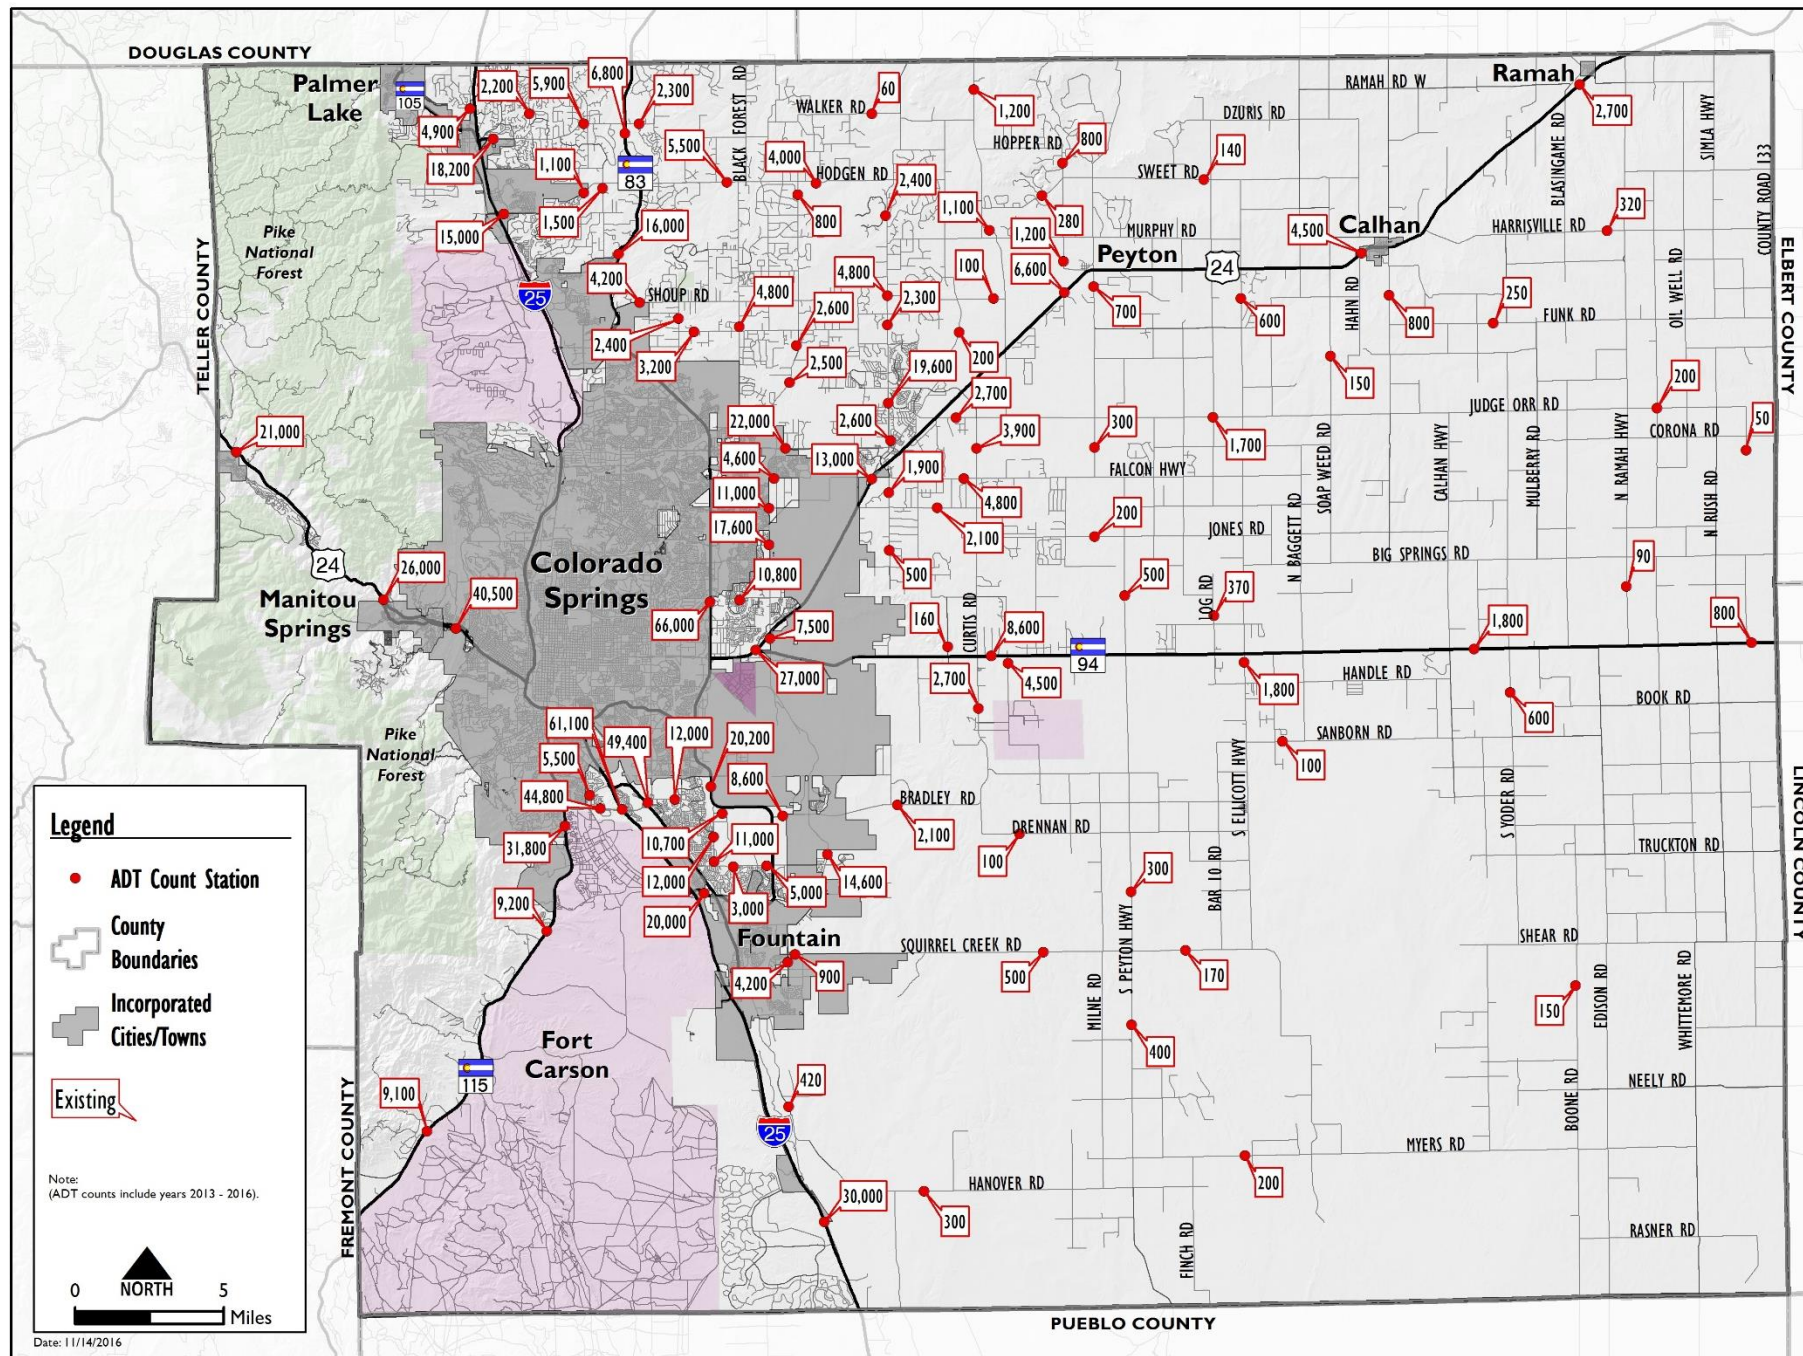 DOUGLAS COUNTY
Palmer
Lake
105
2,200
5,900
6,800
2,300
BLACK FOREST RD
WALKER RD
60
1,200
RAMAH RD W
Ramah
2,700
SIMLA HWY
4,900
18,200
1,100
83
5,500
4,000
HODGEN RD
HOPPER RD
800
DZURIS RD
140
SWEET RD
BLASINGAME RD
COUNTY ROAD 133
1,500
15,000
16,000
800
2,400
1,100
280
1,200
MURPHY RD
4,500
Calhan
HARRISVILLE RD
320
Pike
National
Forest
TELLER COUNTY
25
4,200
SHOUP RD
4,800
2,600
4,800
2,300
100
6,600
Peyton
24
700
600
HAHN RD
800
250
FUNK RD
OIL WELL RD
ELBERT COUNTY
2,400
3,200
2,500
19,600
200
2,700
150
200
JUDGE ORR RD
50
CORONA RD
21,000
22,000
2,600
3,900
300
1,700
SOAP WEED RD
CALHAN HWY
MULBERRY RD
N RAMAH HWY
N RUSH RD
4,600
13,000
1,900
FALCON HWY
11,000
4,800
17,600
2,100
200
JONES RD
N BAGGETT RD
BIG SPRINGS RD
90
Colorado
Springs
24
26,000
Manitou
Springs
40,500
10,800
500
500
LOG RD
370
66,000
7,500
160
CURTIS RD
8,600
94
1,800
800
27,000
2,700
4,500
1,800
HANDLE RD
600
BOOK RD
SANBORN RD
100
Pike
National
Forest
61,100
49,400
12,000
20,200
5,500
8,600
44,800
S ELLICOTT HWY
S YODER RD
LINCOLN COUNTY
BRADLEY RD
2,100
DRENNAN RD
100
TRUCKTON RD
31,800
10,700
11,000
12,000
5,000
14,600
3,000
20,000
9,200
300
BAR 10 RD
Fountain
SQUIRREL CREEK RD
500
S PEYTON HWY
170
SHEAR RD
4,200
900
MILNE RD
150
EDISON RD
WHITTEMORE RD
Fort
Carson
115
400
9,100
420
25
BOONE RD
NEELY RD
MYERS RD
200
FREMONT COUNTY
30,000
HANOVER RD
300
FINCH RD
RASNER RD
PUEBLO COUNTY
Legend
ADT Count Station
County
Boundaries
Incorporated
Cities/Towns
Existing
Note:
(ADT counts include years 2013 - 2016).
NORTH
0 5
Miles
Date: 11/14/2016